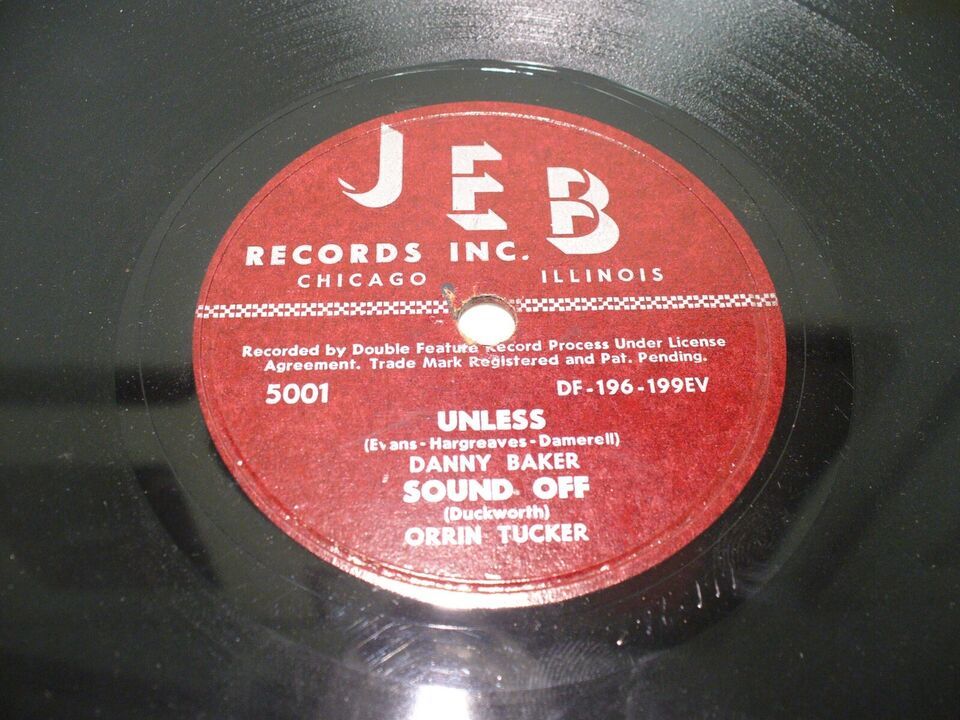 JEB
RECORDS INC.
CHICAGO ILLINOIS
Recorded by Double Feature Record Process Under License
Agreement. Trade Mark Registered and Pat. Pending.
5001 DF-196-199EV
UNLESS
(Evans - Hargreaves - Damerell)
DANNY BAKER
SOUND OFF
(Duckworth)
ORRIN TUCKER